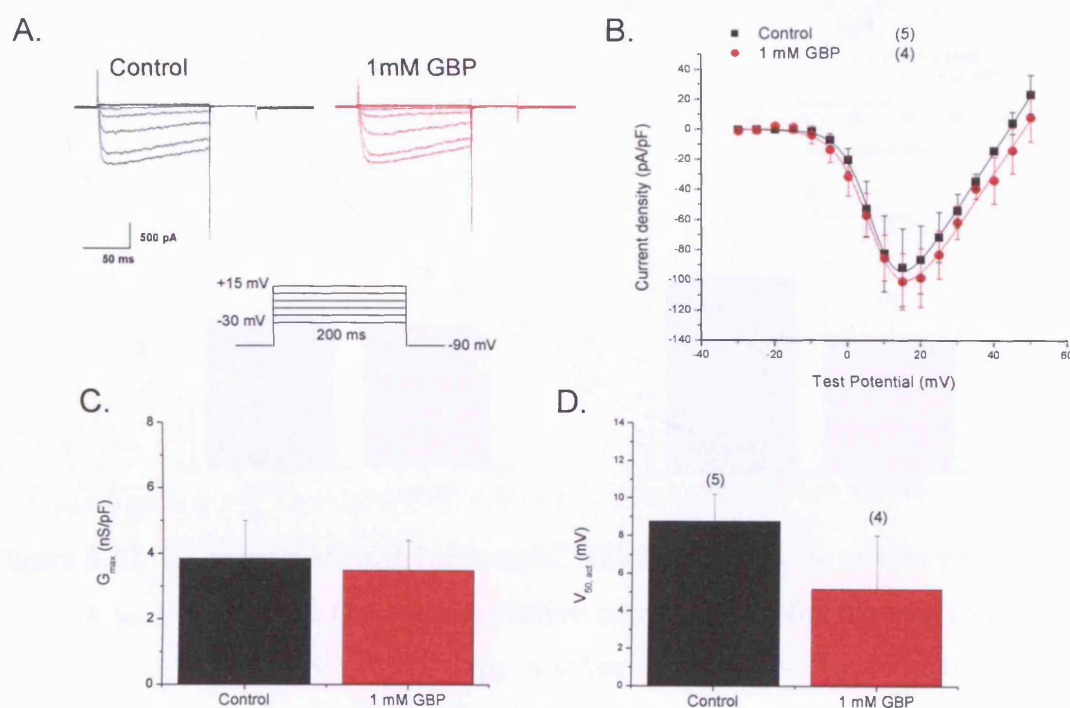 A.
Control
1mM GBP
500 pA
50 ms
+15 mV
-30 mV
200 ms
-90 mV
B.
Control (5)
1 mM GBP (4)
40
20
0
-20
-40
-60
-80
-100
-120
-140
Current density (pA/pF)
-40 -20 0 20 40 60
Test Potential (mV)
C.
8
6
4
2
0
G max (nS/pF)
Control 1 mM GBP
D.
14
12
10
8
6
4
2
0
V 50, act (mV)
(5)
(4)
Control 1 mM GBP